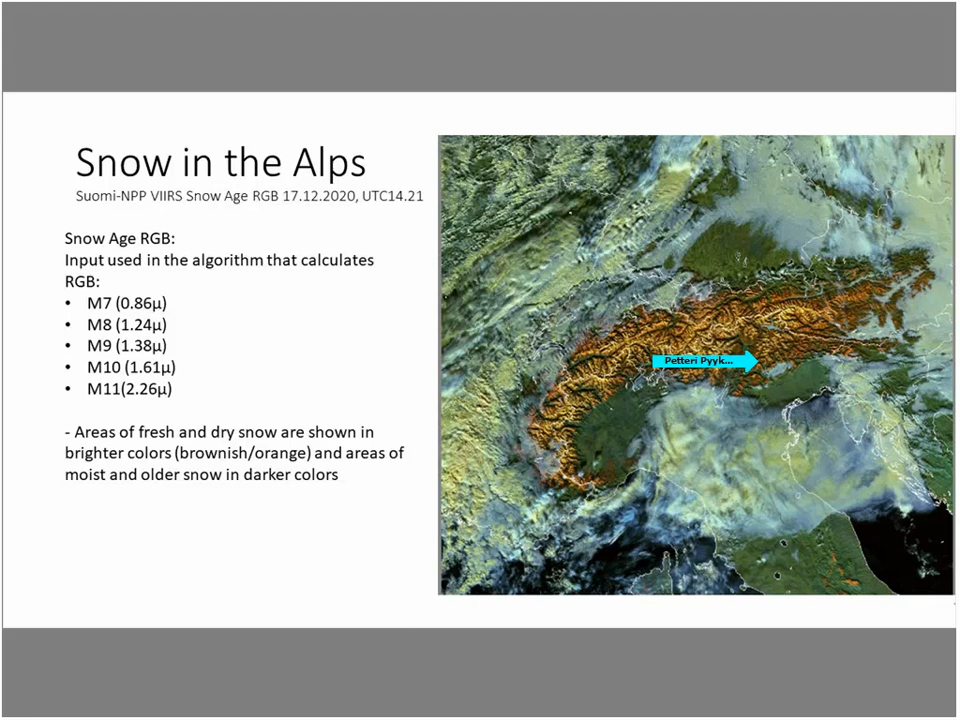 Snow in the Alps
Suomi-NPP VIIRS Snow Age RGB 17.12.2020, UTC14.21
Snow Age RGB:
Input used in the algorithm that calculates
RGB:
• M7 (0.86µ)
• M8 (1.24µ)
• M9 (1.38µ)
• M10 (1.61µ)
• M11(2.26µ)
- Areas of fresh and dry snow are shown in
brighter colors (brownish/orange) and areas of
moist and older snow in darker colors
Petteri Pyyk...